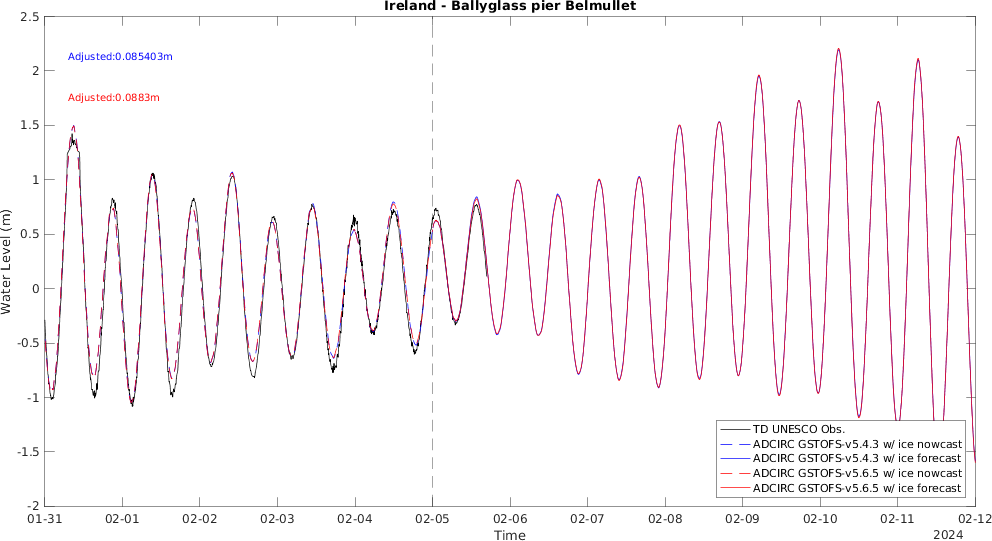 Ireland - Ballyglass pier Belmullet
Adjusted:0.085403m
Adjusted:0.0883m
Water Level (m)
2.5
2
1.5
1
0.5
0
-0.5
-1
-1.5
-2
TD UNESCO Obs.
ADCIRC GSTOFS-v5.4.3 w/ ice nowcast
ADCIRC GSTOFS-v5.4.3 w/ ice forecast
ADCIRC GSTOFS-v5.6.5 w/ ice nowcast
ADCIRC GSTOFS-v5.6.5 w/ ice forecast
01-31 02-01 02-02 02-03 02-04 02-05 02-06 02-07 02-08 02-09 02-10 02-11 02-12
Time
2024